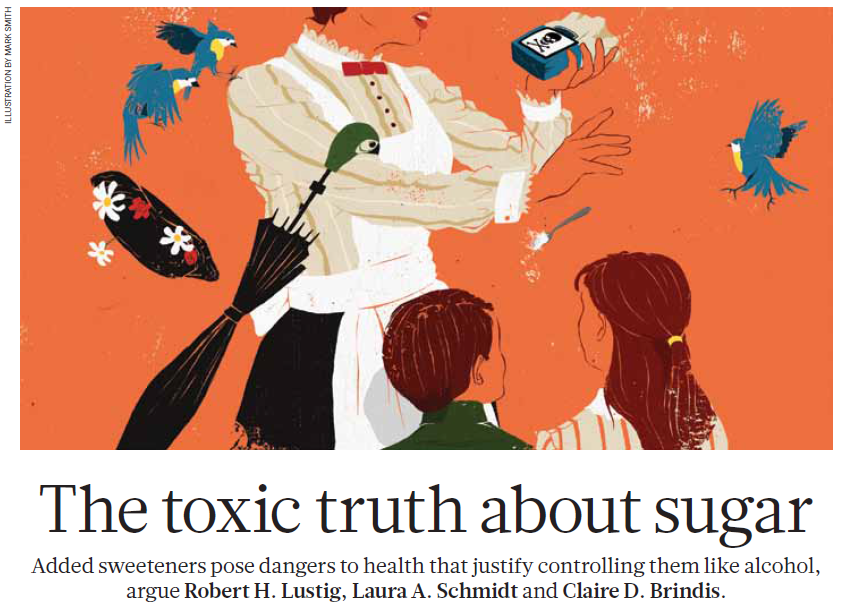 ILLUSTRATION BY MARK SMITH
The toxic truth about sugar
Added sweeteners pose dangers to health that justify controlling them like alcohol,
argue Robert H. Lustig, Laura A. Schmidt and Claire D. Brindis.